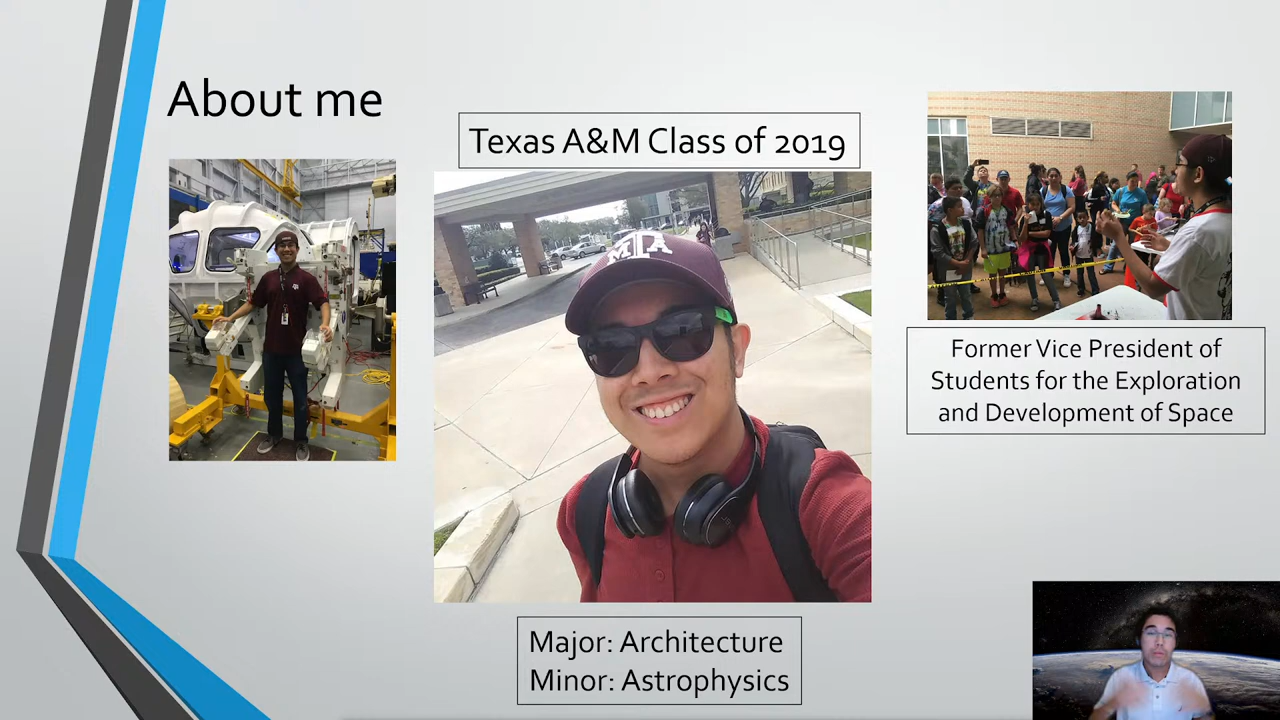 About me
Texas A&M Class of 2019
ATM
Former Vice President of
Students for the Exploration
and Development of Space
Major: Architecture
Minor: Astrophysics